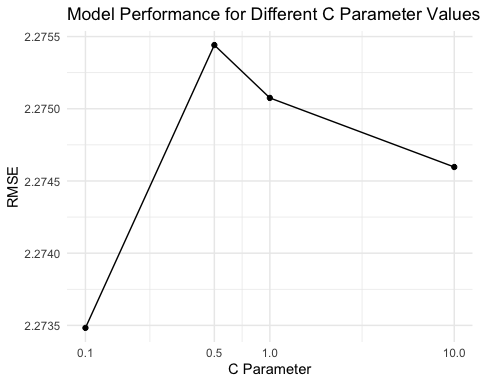 Model Performance for Different C Parameter Values
2.2755
2.2750
2.2745
2.2740
2.2735
RMSE
0.1 0.5 1.0 10.0
C Parameter